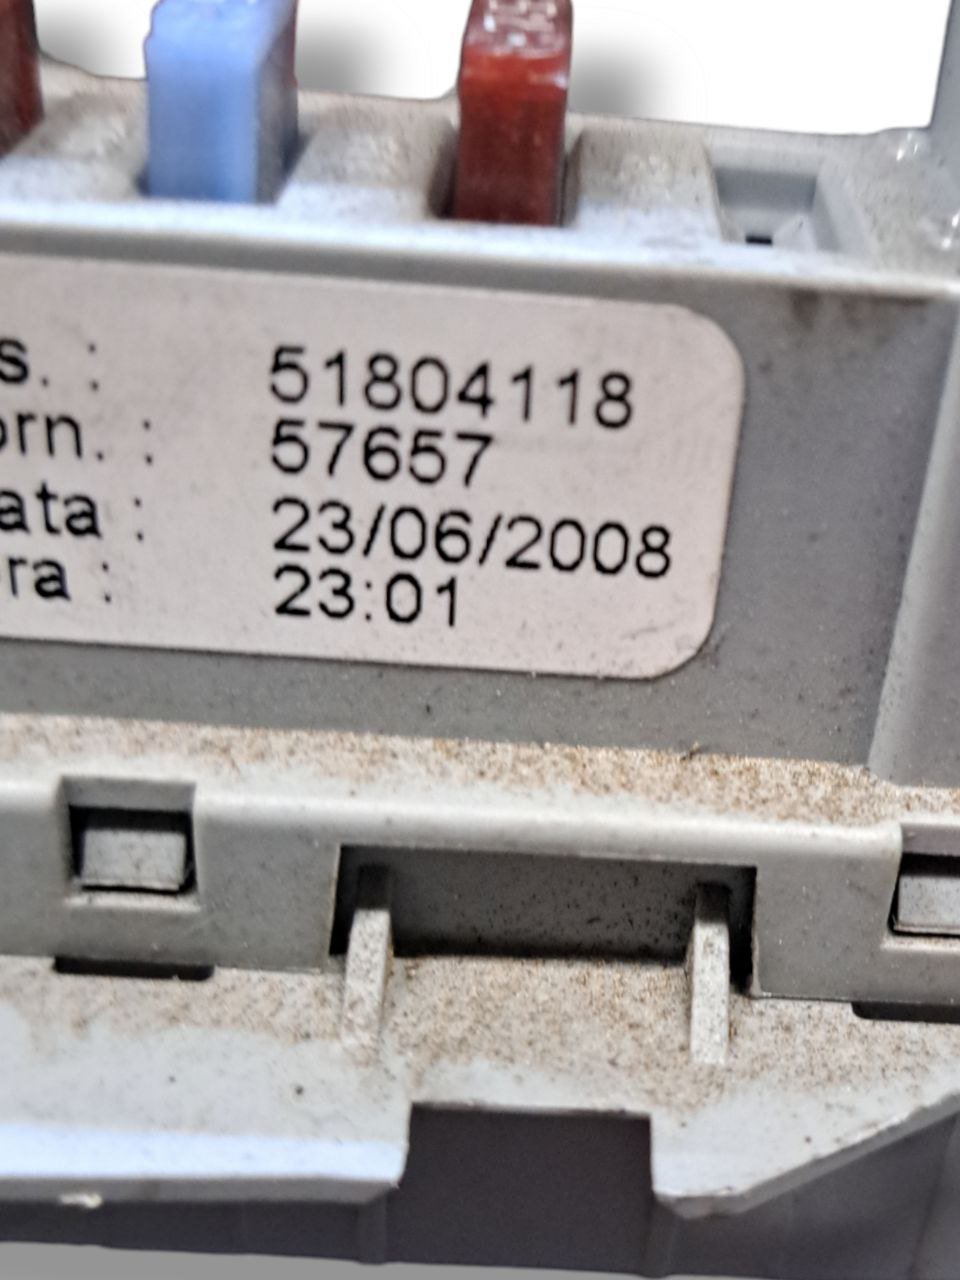 s. : 51804118
orn. : 57657
ata : 23/06/2008
ra : 23:01